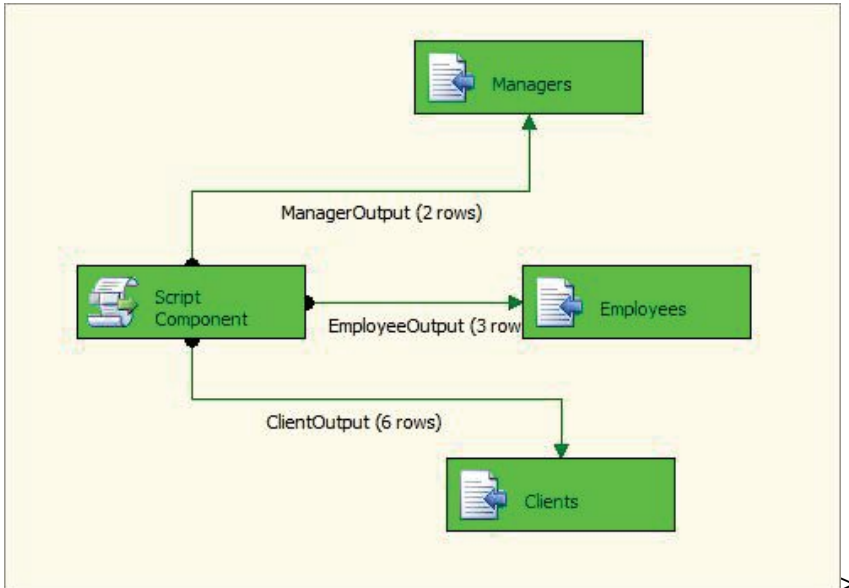 Managers
ManagerOutput (2 rows)
Script
Component
Employees
EmployeeOutput (3 row
ClientOutput (6 rows)
Clients
>